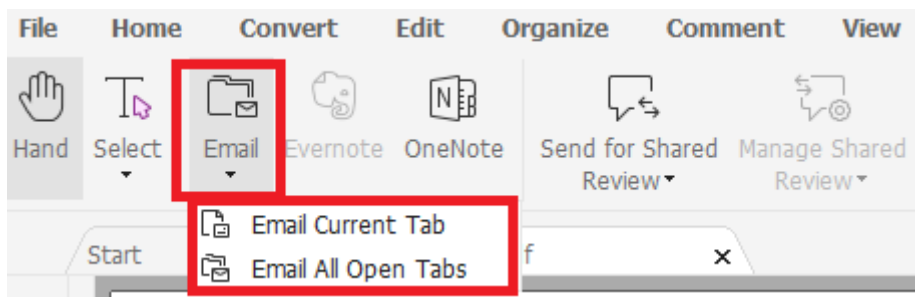 File Home Convert Edit Organize Comment View
Hand Select Email Evernote OneNote Send for Shared Review Manage Shared Review
Email Current Tab
Email All Open Tabs
Start f